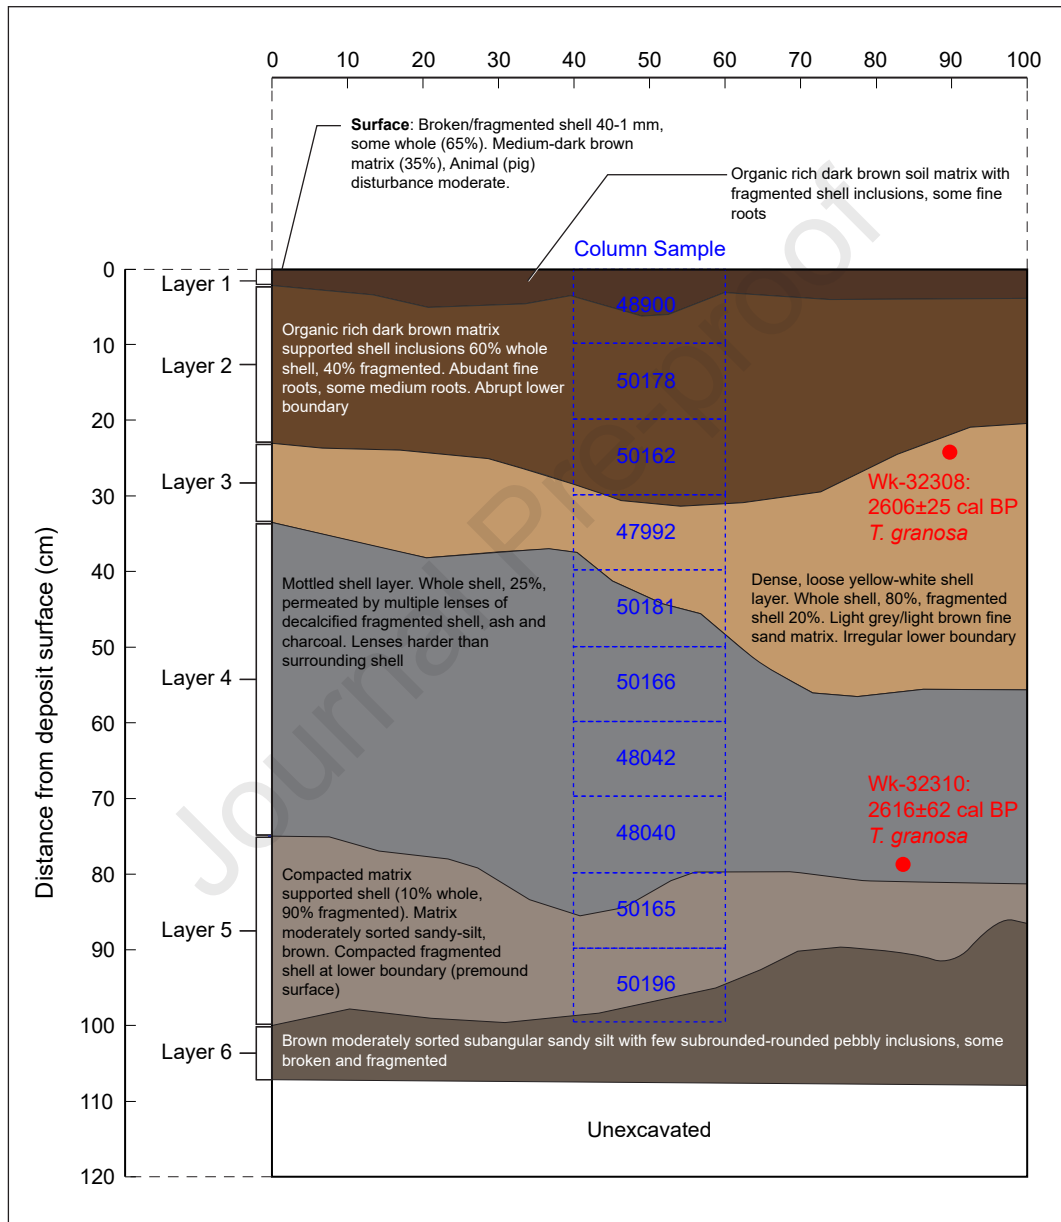 0 10 20 30 40 50 60 70 80 90 100
Surface: Broken/fragmented shell 40-1 mm,
some whole (65%). Medium-dark brown
matrix (35%), Animal (pig)
disturbance moderate.
Organic rich dark brown soil matrix with
fragmented shell inclusions, some fine
roots
Column Sample
Distance from deposit surface (cm)
0
10
20
30
40
50
60
70
80
90
100
110
120
Layer 1
Layer 2
Layer 3
Layer 4
Layer 5
Layer 6
48900
50178
50162
47992
50181
50166
48042
48040
50165
50196
Organic rich dark brown matrix
supported shell inclusions 60% whole
shell, 40% fragmented. Abudant fine
roots, some medium roots. Abrupt lower
boundary
Wk-32308:
2606±25 cal BP
T. granosa
Mottled shell layer. Whole shell, 25%,
permeated by multiple lenses of
decalcified fragmented shell, ash and
charcoal. Lenses harder than
surrounding shell
Dense, loose yellow-white shell
layer. Whole shell, 80%, fragmented
shell 20%. Light grey/light brown fine
sand matrix. Irregular lower boundary
Wk-32310:
2616±62 cal BP
T. granosa
Compacted matrix
supported shell (10% whole,
90% fragmented). Matrix
moderately sorted sandy-silt,
brown. Compacted fragmented
shell at lower boundary (premound
surface)
Brown moderately sorted subangular sandy silt with few subrounded-rounded pebbly inclusions, some
broken and fragmented
Unexcavated
Journal Pre-proof